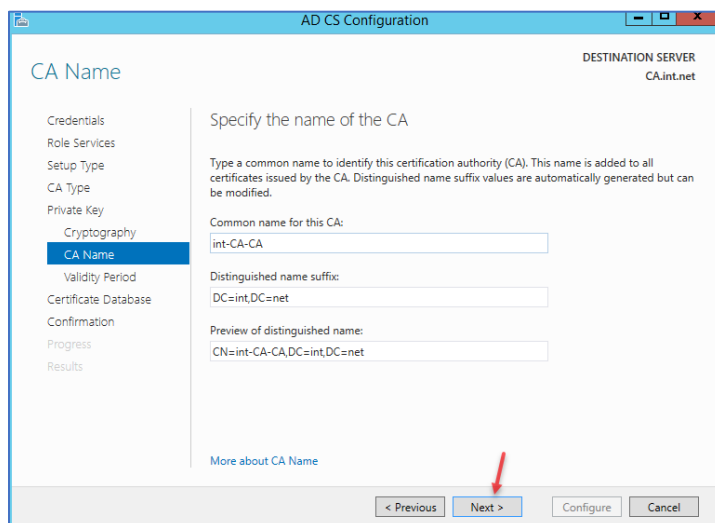 AD CS Configuration
DESTINATION SERVER
CA.int.net
CA Name
Credentials
Role Services
Setup Type
CA Type
Private Key
Cryptography
CA Name
Validity Period
Certificate Database
Confirmation
Progress
Results
Specify the name of the CA
Type a common name to identify this certification authority (CA). This name is added to all
certificates issued by the CA. Distinguished name suffix values are automatically generated but can
be modified.
Common name for this CA:
int-CA-CA
Distinguished name suffix:
DC=int,DC=net
Preview of distinguished name:
CN=int-CA-CA,DC=int,DC=net
More about CA Name
< Previous
Next >
Configure
Cancel